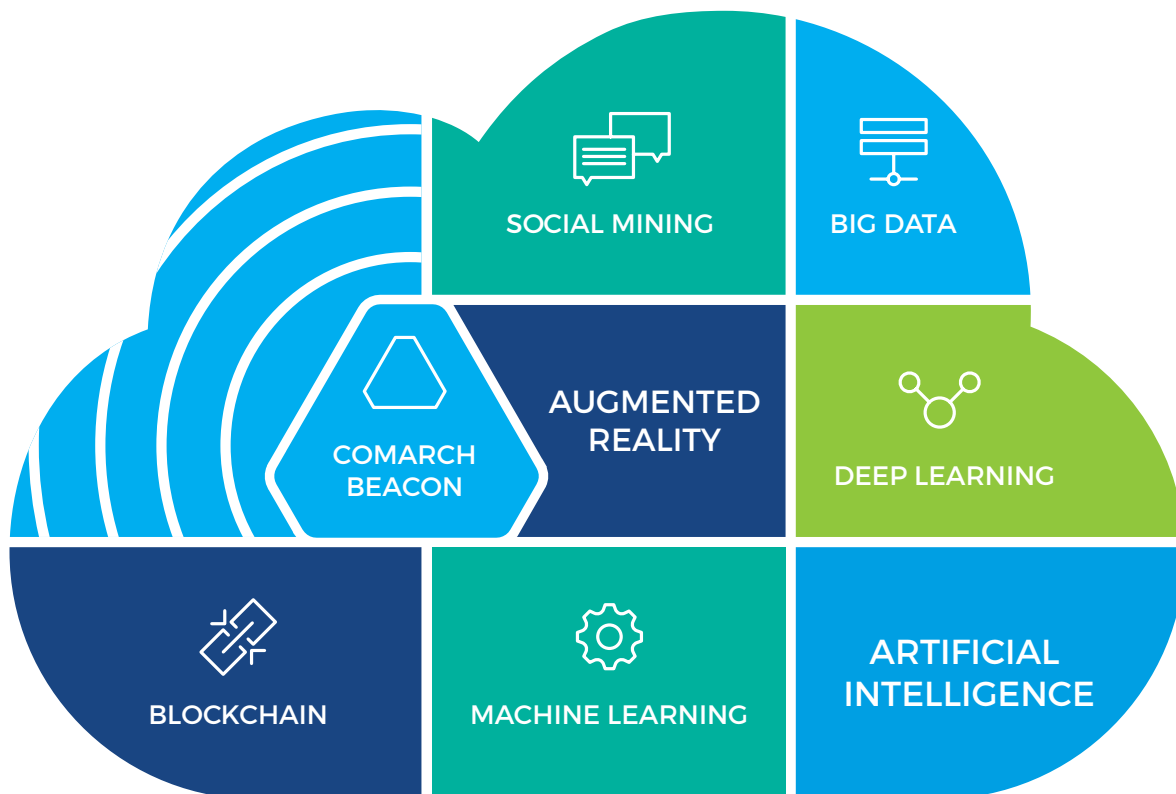 SOCIAL MINING
BIG DATA
COMARCH
BEACON
AUGMENTED
REALITY
DEEP LEARNING
BLOCKCHAIN
MACHINE LEARNING
ARTIFICIAL
INTELLIGENCE